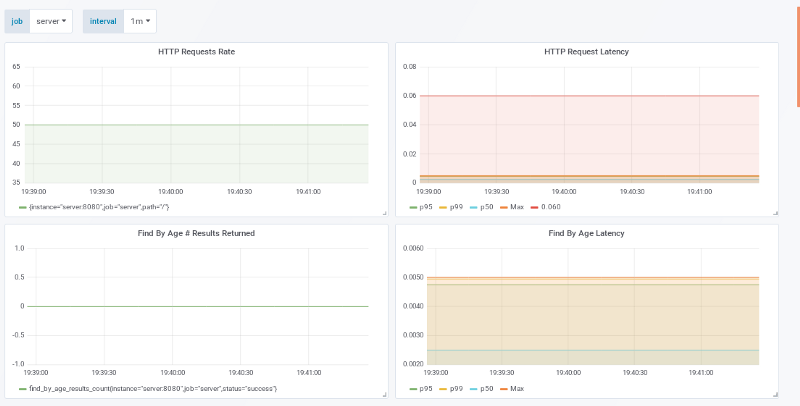 job server interval 1m
HTTP Requests Rate
65
60
55
50
45
40
35
19:39:00 19:39:30 19:40:00 19:40:30 19:41:00
{instance="server:8080",job="server",path="/"}
HTTP Request Latency
0.08
0.06
0.04
0.02
0
19:39:00 19:39:30 19:40:00 19:40:30 19:41:00
p95 p99 p50 Max 0.060
Find By Age # Results Returned
1.0
0.5
0
-0.5
-1.0
19:39:00 19:39:30 19:40:00 19:40:30 19:41:00
find_by_age_results_count{instance="server:8080",job="server",status="success"}
Find By Age Latency
0.0060
0.0050
0.0040
0.0030
0.0020
19:39:00 19:39:30 19:40:00 19:40:30 19:41:00
p95 p99 p50 Max